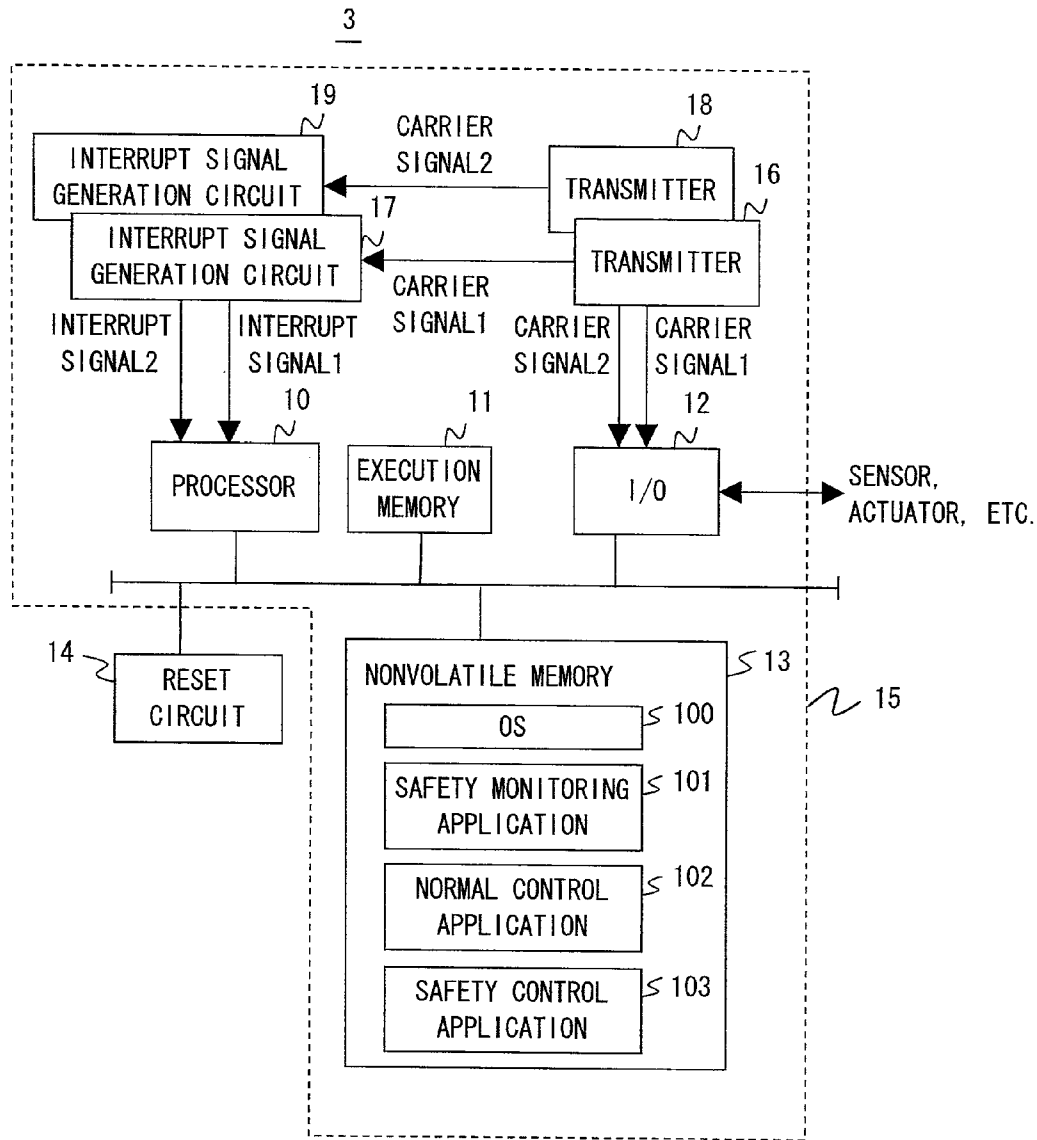 3
19
18
CARRIER
SIGNAL2
INTERRUPT SIGNAL
GENERATION CIRCUIT
TRANSMITTER
16
17
INTERRUPT SIGNAL
GENERATION CIRCUIT
TRANSMITTER
CARRIER
SIGNAL1
INTERRUPT
SIGNAL2
INTERRUPT
SIGNAL1
CARRIER
SIGNAL2
CARRIER
SIGNAL1
10
11
12
PROCESSOR
EXECUTION
MEMORY
I/O
SENSOR,
ACTUATOR, ETC.
14
RESET
CIRCUIT
13
NONVOLATILE MEMORY
15
OS
100
SAFETY MONITORING
APPLICATION
101
NORMAL CONTROL
APPLICATION
102
SAFETY CONTROL
APPLICATION
103